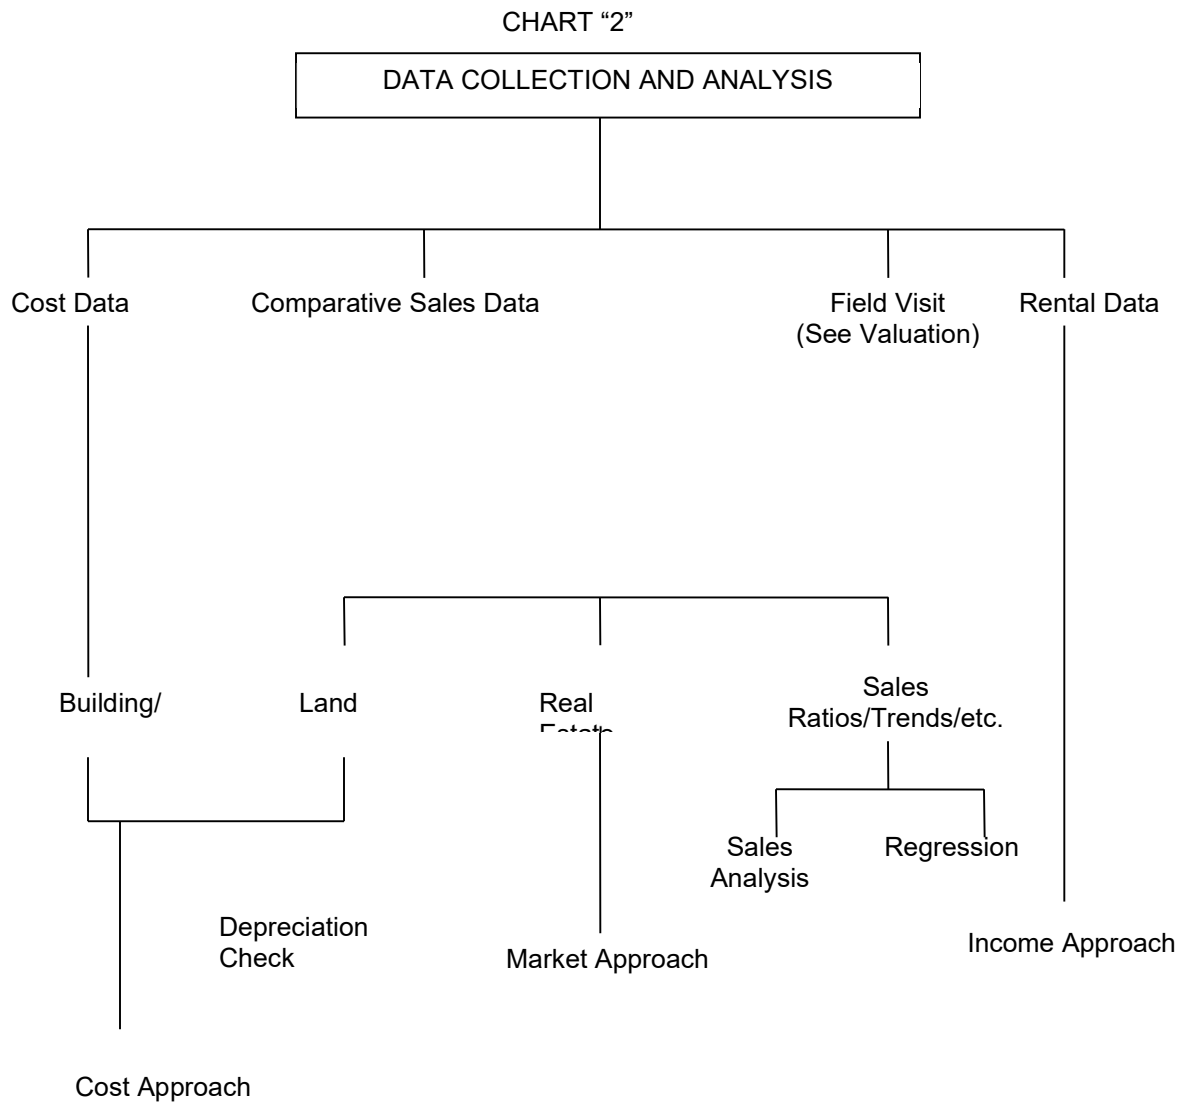 CHART “2”
DATA COLLECTION AND ANALYSIS
Cost Data
Comparative Sales Data
Field Visit
(See Valuation)
Rental Data
Building/
Land
Real
Estate
Sales
Ratios/Trends/etc.
Sales
Analysis
Regression
Depreciation
Check
Market Approach
Income Approach
Cost Approach